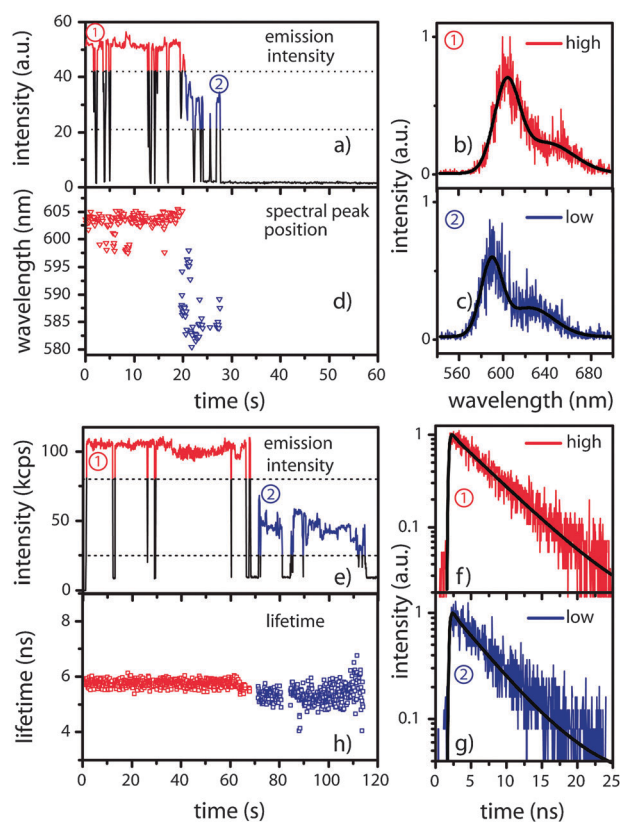 60
40
20
0
intensity (a.u.)
1
emission
intensity
2
a)
605
600
595
590
585
580
wavelength (nm)
spectral peak
position
d)
0 10 20 30 40 50 60
time (s)
1
0
1
high
b)
intensity (a.u.)
1
0
2
low
c)
560 600 640 680
wavelength (nm)
100
50
0
intensity (kcps)
1
emission
intensity
2
e)
8
6
4
lifetime (ns)
lifetime
h)
0 20 40 60 80 100 120
time (s)
1
0.1
high
1
f)
intensity (a.u.)
1
0.1
low
2
g)
0 5 10 15 20 25
time (ns)